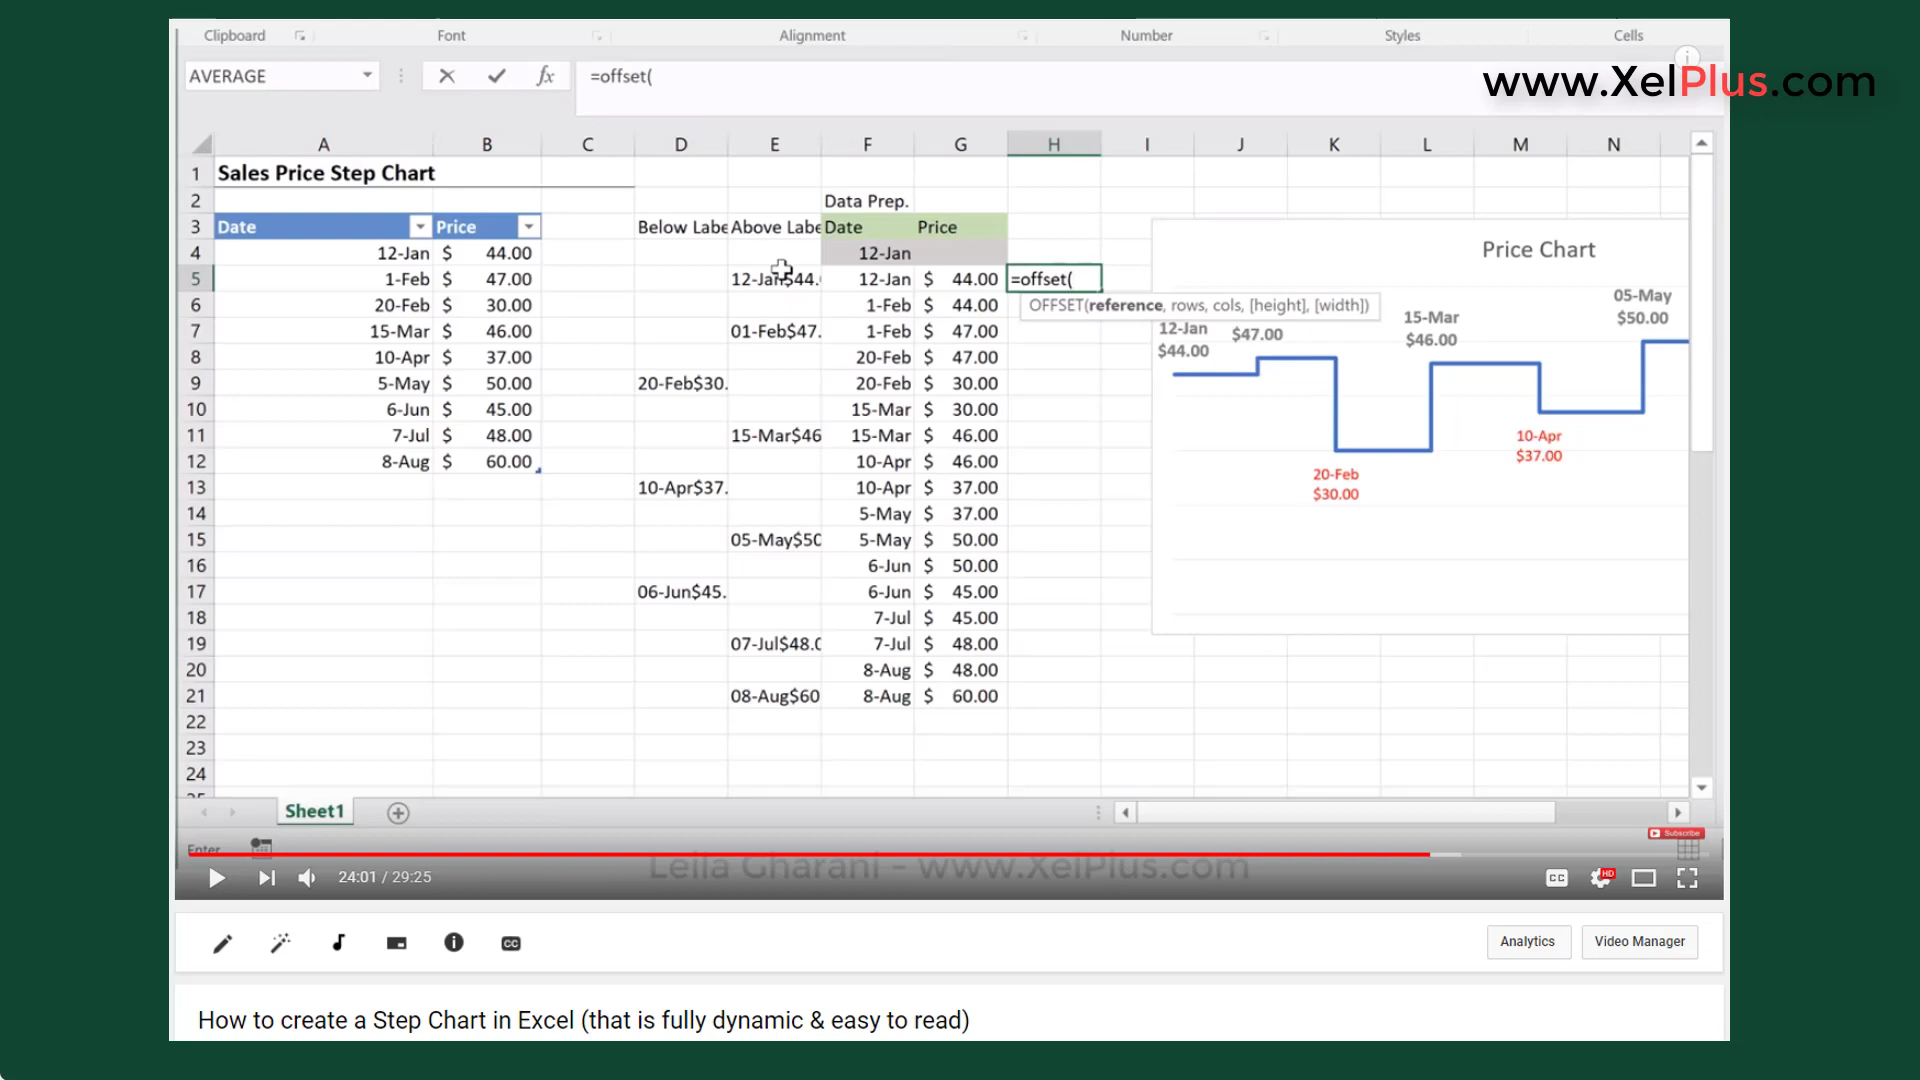 Clipboard Font Alignment Number Styles Cells
www.XelPlus.com
AVERAGE fx =offset(
A B C D E F G H I J K L M N
1 Sales Price Step Chart
2 Data Prep.
3 Date Price Below Labe Above Labe Date Price
4 12-Jan $ 44.00 12-Jan
5 1-Feb $ 47.00 12-Jan$44. 12-Jan $ 44.00 =offset(
6 20-Feb $ 30.00 1-Feb $ 44.00
OFFSET(reference, rows, cols, [height], [width])
7 15-Mar $ 46.00 01-Feb$47. 1-Feb $ 47.00
8 10-Apr $ 37.00 20-Feb $ 47.00
9 5-May $ 50.00 20-Feb$30. 20-Feb $ 30.00
10 6-Jun $ 45.00 15-Mar $ 30.00
11 7-Jul $ 48.00 15-Mar$46 15-Mar $ 46.00
12 8-Aug $ 60.00 10-Apr $ 46.00
13 10-Apr$37. 10-Apr $ 37.00
14 5-May $ 37.00
15 05-May$50 5-May $ 50.00
16 6-Jun $ 50.00
17 06-Jun$45. 6-Jun $ 45.00
18 7-Jul $ 45.00
19 07-Jul$48.0 7-Jul $ 48.00
20 8-Aug $ 48.00
21 08-Aug$60 8-Aug $ 60.00
22
23
24
Price Chart
12-Jan
$44.00
$47.00
20-Feb
$30.00
15-Mar
$46.00
10-Apr
$37.00
05-May
$50.00
Sheet1
Subscribe
Enter
Leila Gharani - www.XelPlus.com
24:01 / 29:25
CC HD
CC
Analytics Video Manager
How to create a Step Chart in Excel (that is fully dynamic & easy to read)